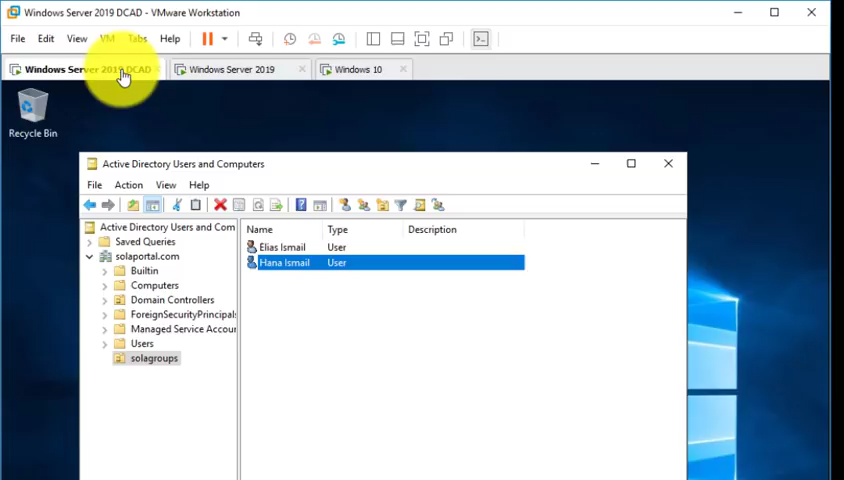 Windows Server 2019 DCAD - VMware Workstation
File Edit View VM Tabs Help
Windows Server 2019 DCAD Windows Server 2019 Windows 10
Recycle Bin
Active Directory Users and Computers
File Action View Help
Active Directory Users and Com
Saved Queries
solaportal.com
Builtin
Computers
Domain Controllers
ForeignSecurityPrincipals
Managed Service Accoun
Users
solagroups
Name Type Description
Elias Ismail User
Hana Ismail User